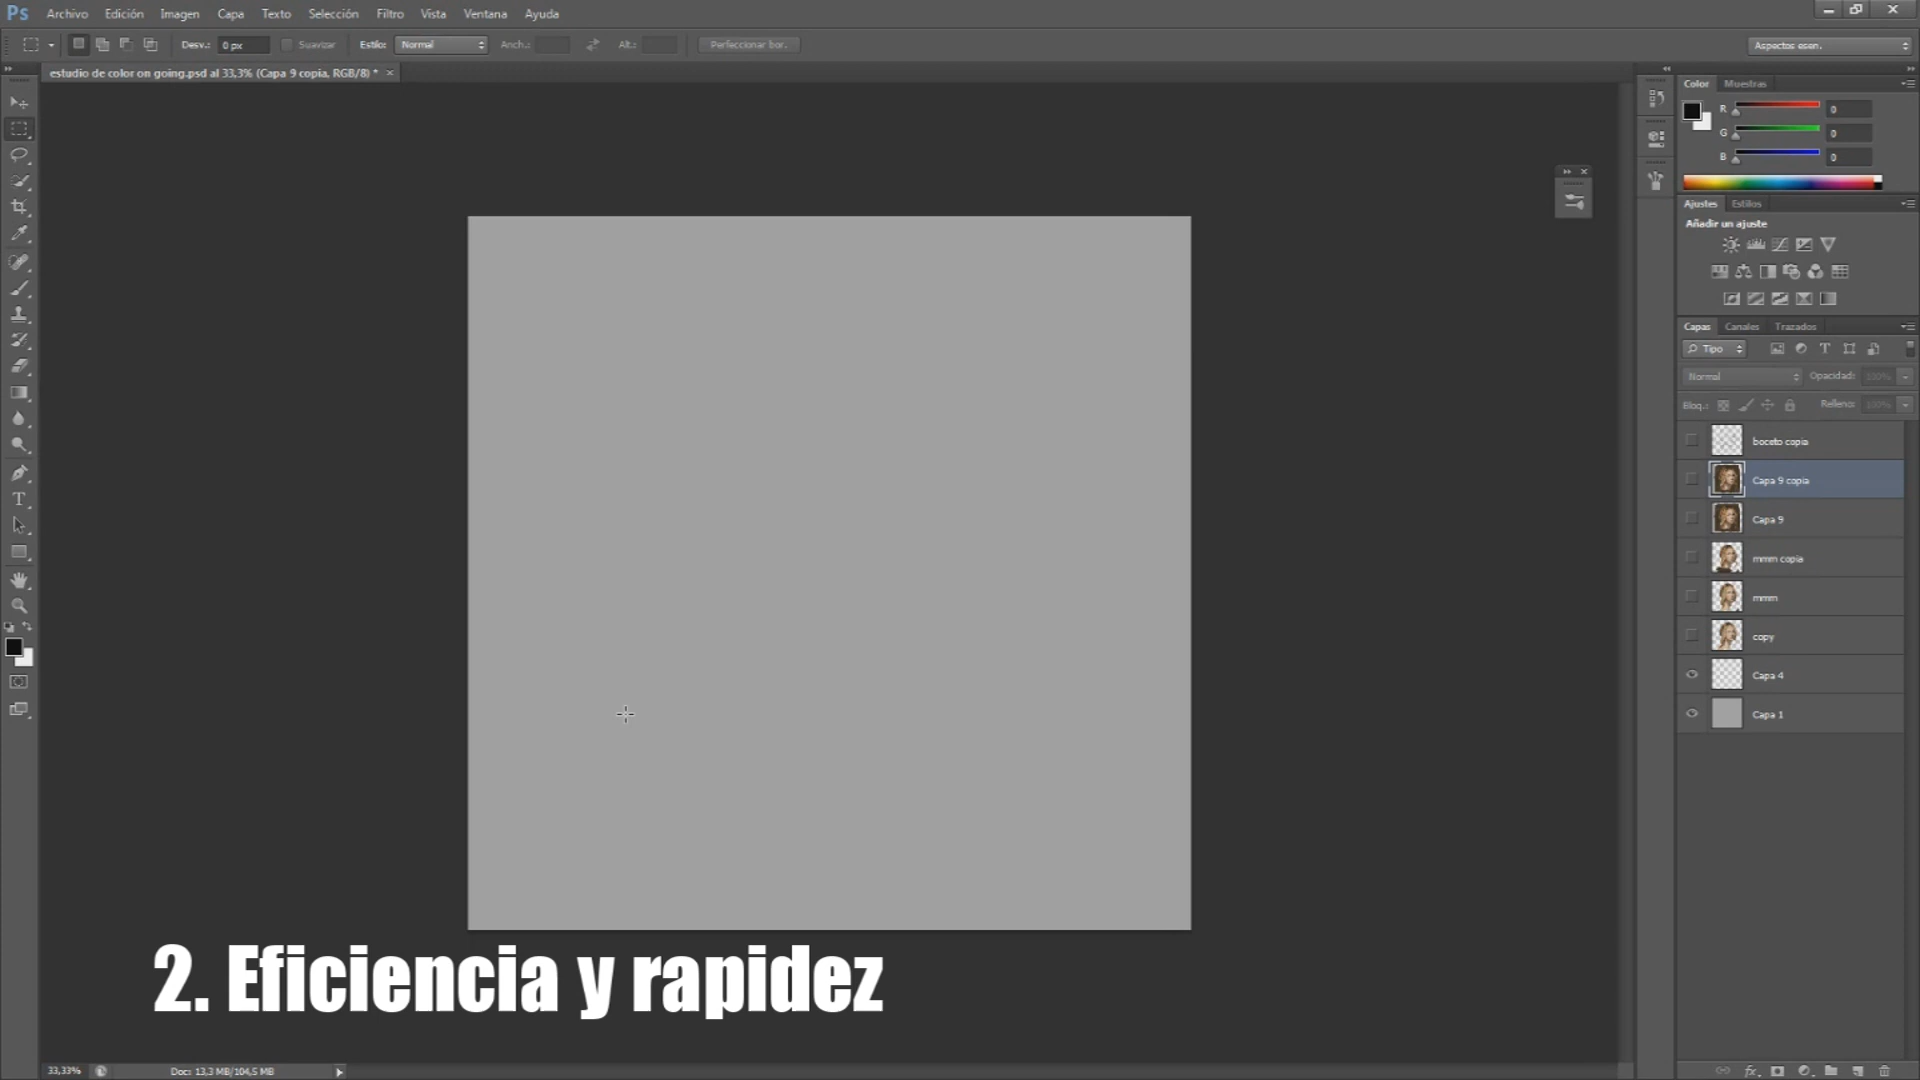 Ps Archivo Edición Imagen Capa Texto Selección Filtro Vista Ventana Ayuda
Desv.: 0 px Suavizar Estilo: Normal Anch.: Alt.: Perfeccionar bor. Aspectos esen.
estudio de color on going.psd al 33,3% (Capa 9 copia, RGB/8) * ×
Color Muestras
R 0
G 0
B 0
Ajustes Estilos
Añadir un ajuste
Capas Canales Trazados
Tipo
Normal Opacidad: 100%
Bloq.: Relleno: 100%
boceto copia
Capa 9 copia
Capa 9
mmm copia
mmm
copy
Capa 4
Capa 1
2. Eficiencia y rapidez
33,33% Doc: 13,3 MB/104,5 MB